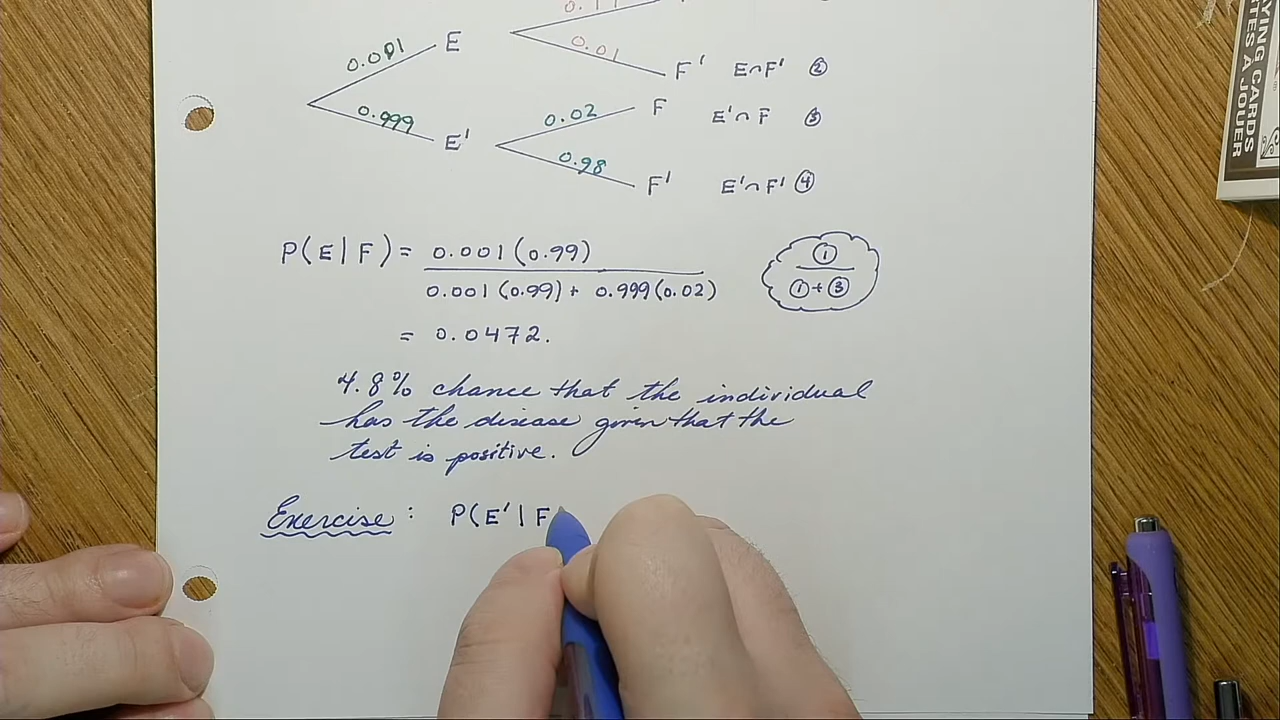 0.001 E
0.01
F' E∩F' ②
0.999 E'
0.02 F E'∩F ③
0.98
F' E'∩F' ④
P(E|F) = 0.001(0.99)
0.001(0.99) + 0.999(0.02)
①
①+③
= 0.0472.
4.8% chance that the individual
has the disease given that the
test is positive.
Exercise: P(E'|F
YING CARDS
TES À JOUER